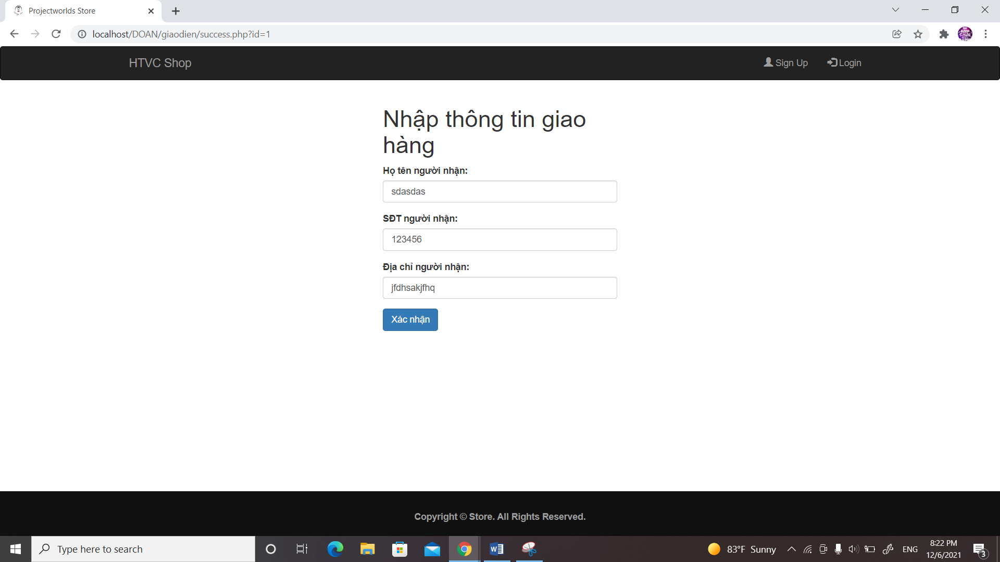 Projectworlds Store
localhost/DOAN/giaodien/success.php?id=1
HTVC Shop
Sign Up
Login
Nhập thông tin giao
hàng
Họ tên người nhận:
sdasdas
SĐT người nhận:
123456
Địa chỉ người nhận:
jfdhsakjfhq
Xác nhận
Copyright © Store. All Rights Reserved.
Type here to search
83°F Sunny
ENG
8:22 PM
12/6/2021
3